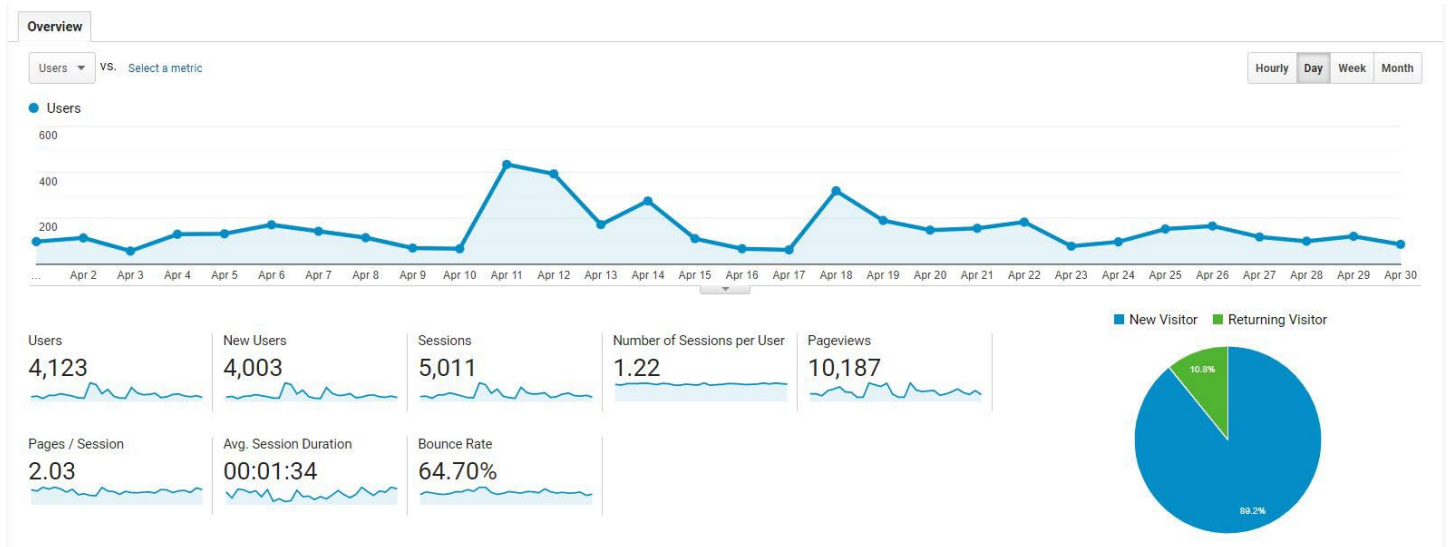 Overview
Users VS. Select a metric
Hourly Day Week Month
Users
600
400
200
... Apr 2 Apr 3 Apr 4 Apr 5 Apr 6 Apr 7 Apr 8 Apr 9 Apr 10 Apr 11 Apr 12 Apr 13 Apr 14 Apr 15 Apr 16 Apr 17 Apr 18 Apr 19 Apr 20 Apr 21 Apr 22 Apr 23 Apr 24 Apr 25 Apr 26 Apr 27 Apr 28 Apr 29 Apr 30
New Visitor Returning Visitor
Users New Users Sessions Number of Sessions per User Pageviews
4,123 4,003 5,011 1.22 10,187
Pages / Session Avg. Session Duration Bounce Rate
2.03 00:01:34 64.70%
10.8%
89.2%